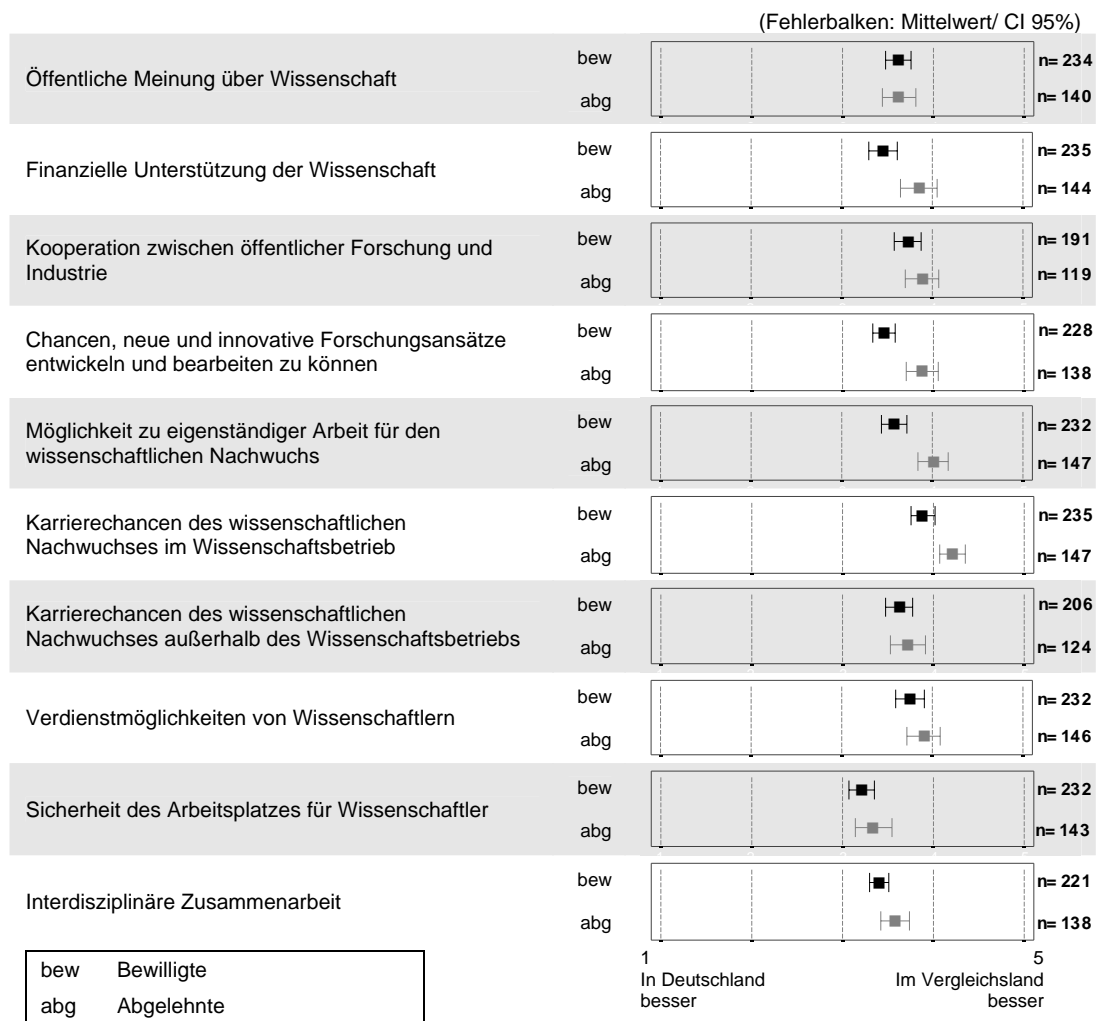 (Fehlerbalken: Mittelwert/ CI 95%)
Öffentliche Meinung über Wissenschaft
bew
n= 234
abg
n= 140
Finanzielle Unterstützung der Wissenschaft
bew
n= 235
abg
n= 144
Kooperation zwischen öffentlicher Forschung und
Industrie
bew
n= 191
abg
n= 119
Chancen, neue und innovative Forschungsansätze
entwickeln und bearbeiten zu können
bew
n= 228
abg
n= 138
Möglichkeit zu eigenständiger Arbeit für den
wissenschaftlichen Nachwuchs
bew
n= 232
abg
n= 147
Karrierechancen des wissenschaftlichen
Nachwuchses im Wissenschaftsbetrieb
bew
n= 235
abg
n= 147
Karrierechancen des wissenschaftlichen
Nachwuchses außerhalb des Wissenschaftsbetriebs
bew
n= 206
abg
n= 124
Verdienstmöglichkeiten von Wissenschaftlern
bew
n= 232
abg
n= 146
Sicherheit des Arbeitsplatzes für Wissenschaftler
bew
n= 232
abg
n= 143
Interdisziplinäre Zusammenarbeit
bew
n= 221
abg
n= 138
1
In Deutschland
besser
5
Im Vergleichsland
besser
bew Bewilligte
abg Abgelehnte